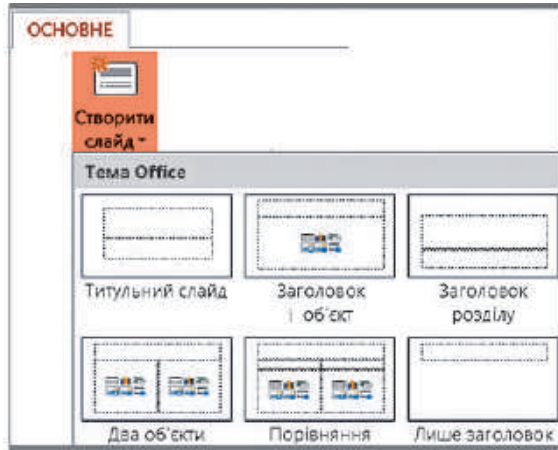 ОСНОВНЕ
Створити
слайд
Тема Office
Титульний слайд
Заголовок
і об'єкт
Заголовок
розділу
Два об'єкти
Порівняння
Лише заголовок